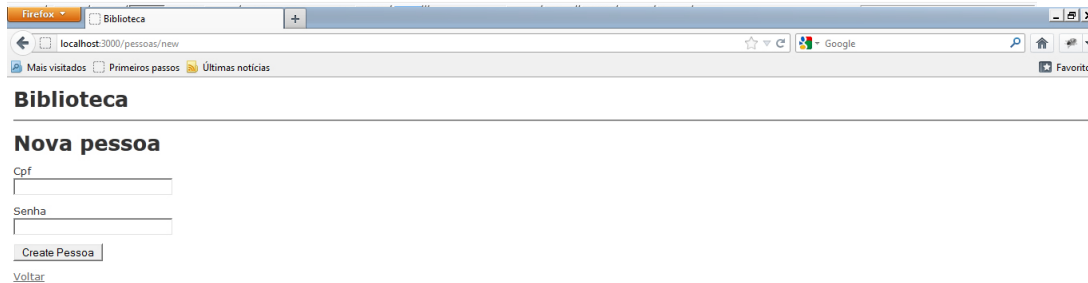 Firefox
Biblioteca
localhost:3000/pessoas/new
Google
Mais visitados Primeiros passos Últimas notícias
Favorito
Biblioteca
Nova pessoa
Cpf
Senha
Create Pessoa
Voltar